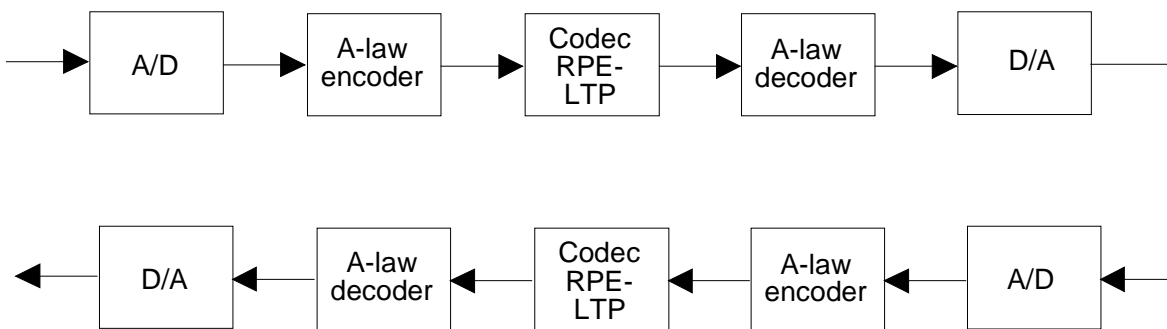 A/D
A-law
encoder
Codec
RPE-
LTP
A-law
decoder
D/A
D/A
A-law
decoder
Codec
RPE-
LTP
A-law
encoder
A/D